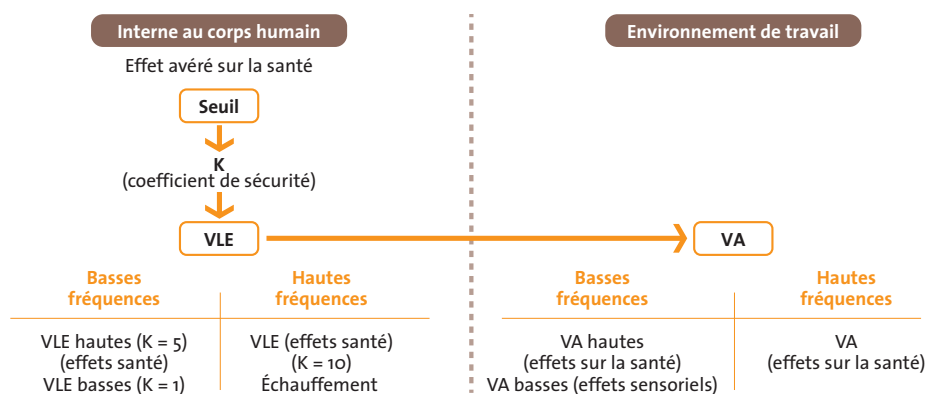 Interne au corps humain
Environnement de travail
Effet avéré sur la santé
Seuil
K
(coefficient de sécurité)
VLE
VA
Basses
fréquences
Hautes
fréquences
VLE hautes (K = 5)
(effets santé)
VLE basses (K = 1)
VLE (effets santé)
(K = 10)
Échauffement
Basses
fréquences
Hautes
fréquences
VA hautes
(effets sur la santé)
VA basses (effets sensoriels)
VA
(effets sur la santé)